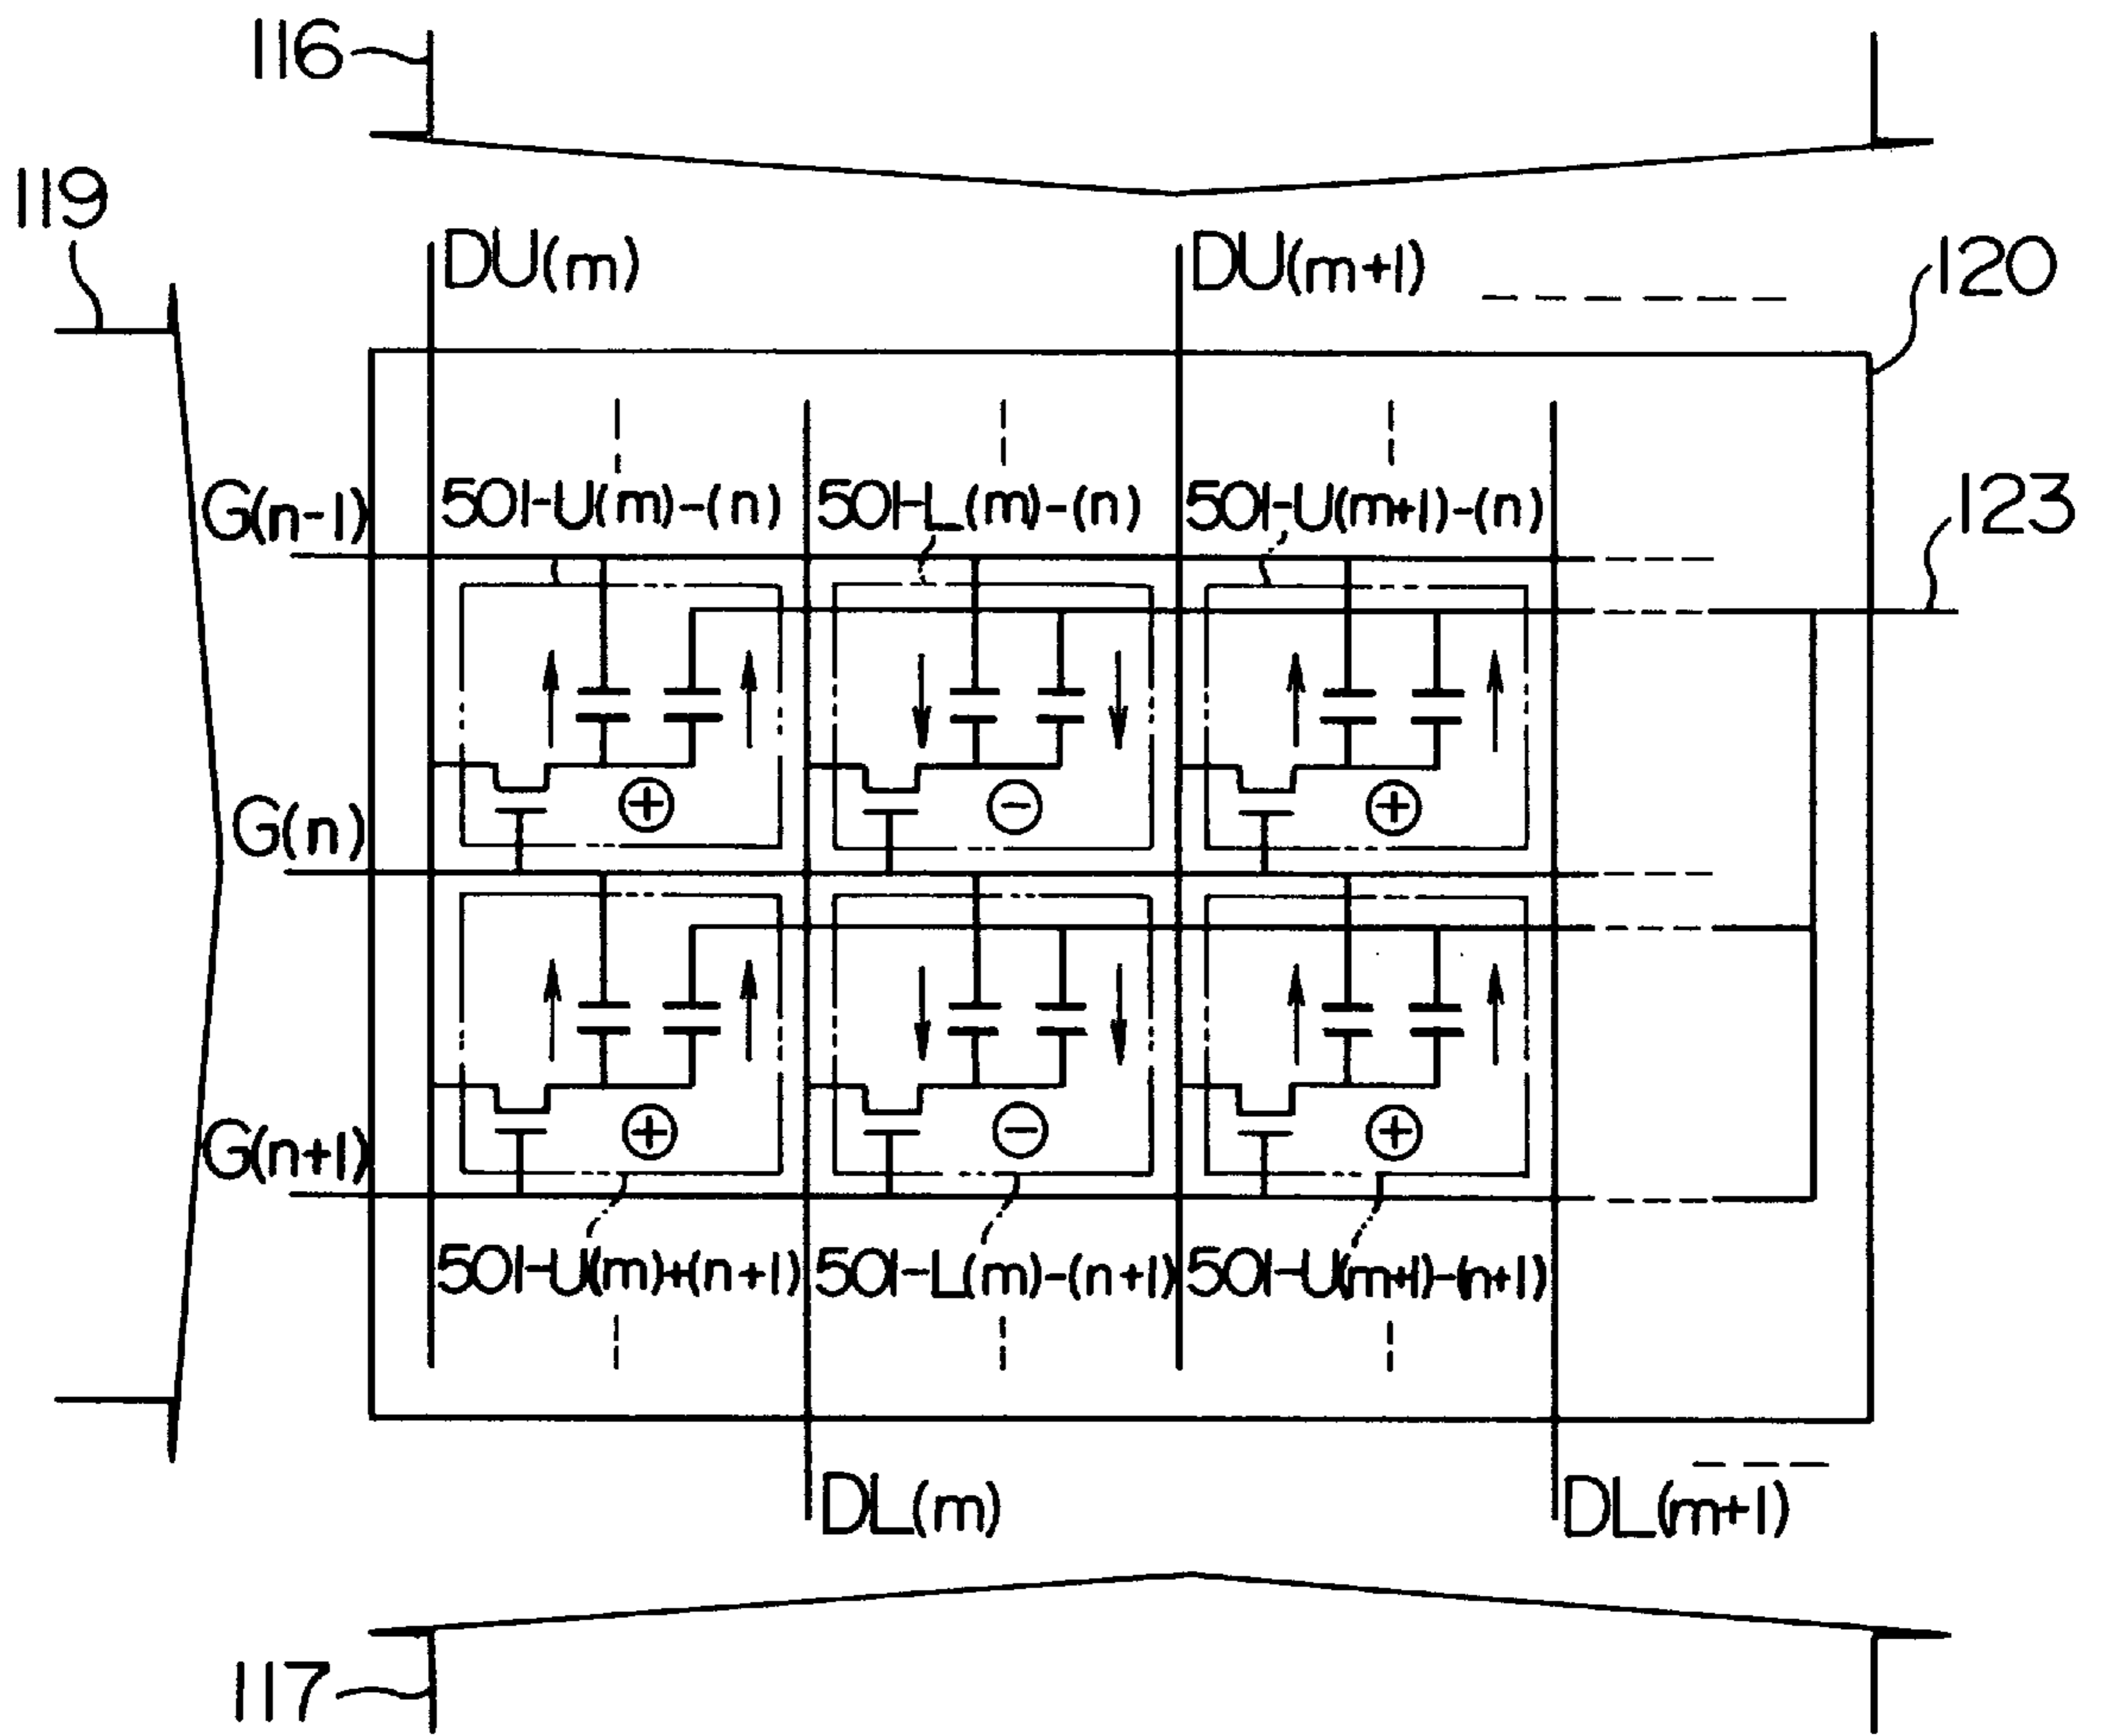 116
119
DU(m)
DU(m+1)
120
G(n-1)
501-U(m)-(n)
501-L(m)-(n)
501-U(m+1)-(n)
123
+
-
+
G(n)
+
-
+
G(n+1)
501-U(m)+(n+1)
501-L(m)-(n+1)
501-U(m+1)-(n+1)
DL(m)
DL(m+1)
117